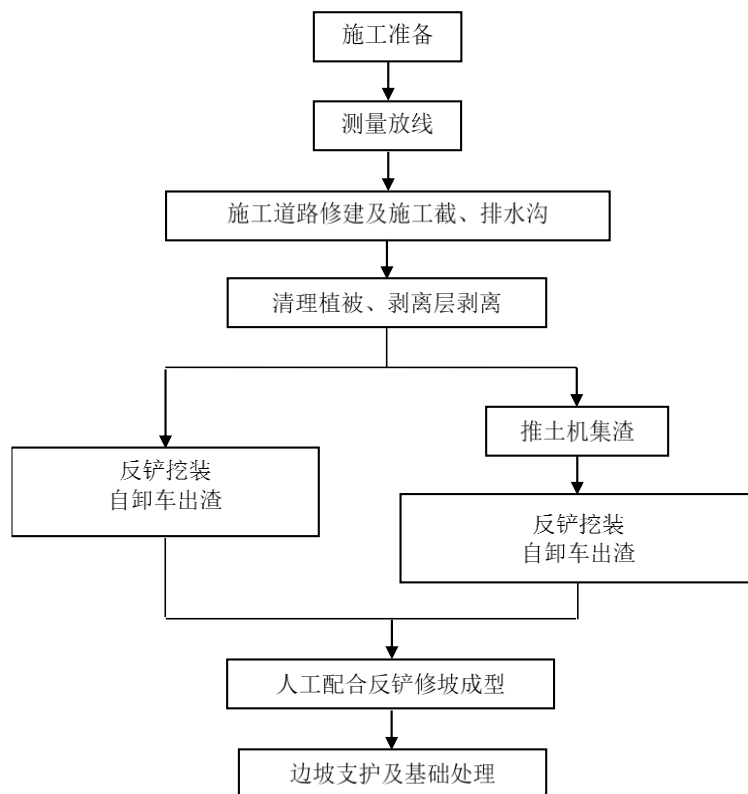 施工准备
测量放线
施工道路修建及施工截、排水沟
清理植被、剥离层剥离
推土机集渣
反铲挖装
自卸车出渣
反铲挖装
自卸车出渣
人工配合反铲修坡成型
边坡支护及基础处理